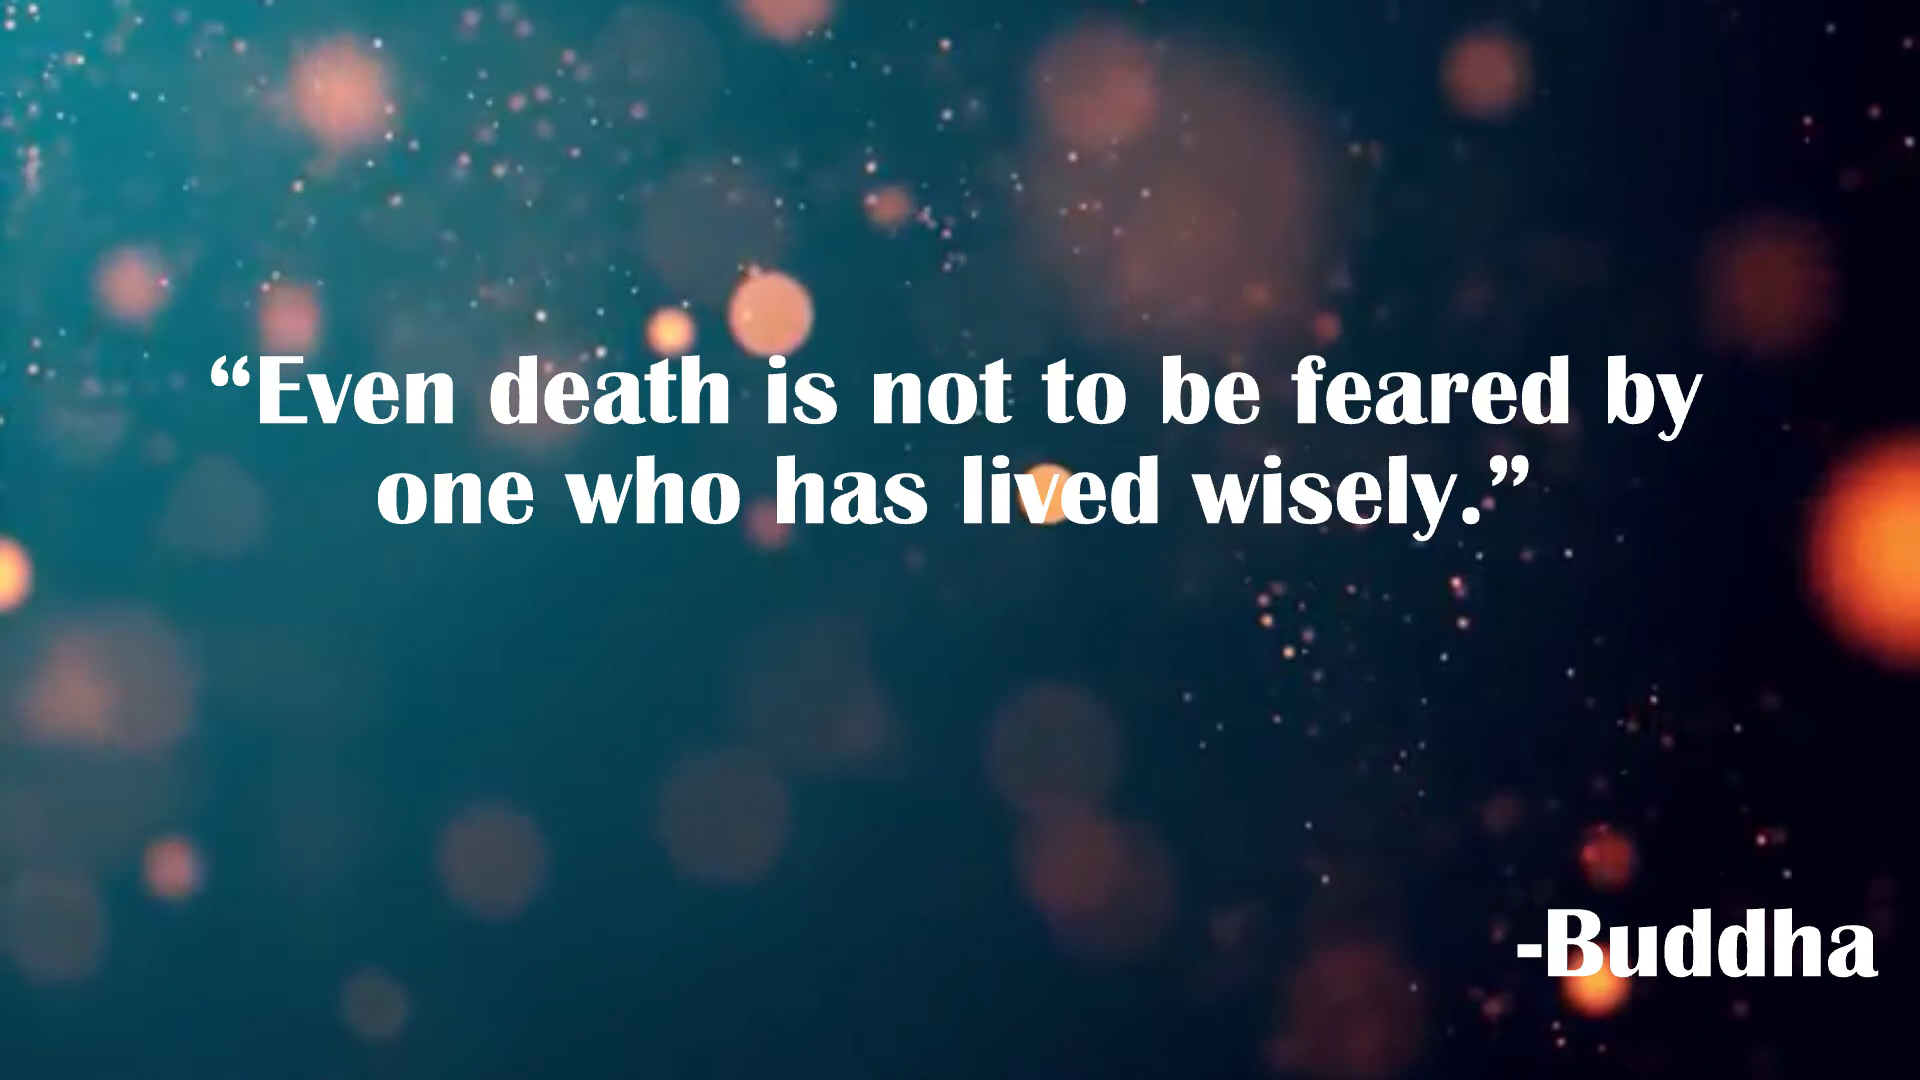 “Even death is not to be feared by
one who has lived wisely.”
-Buddha